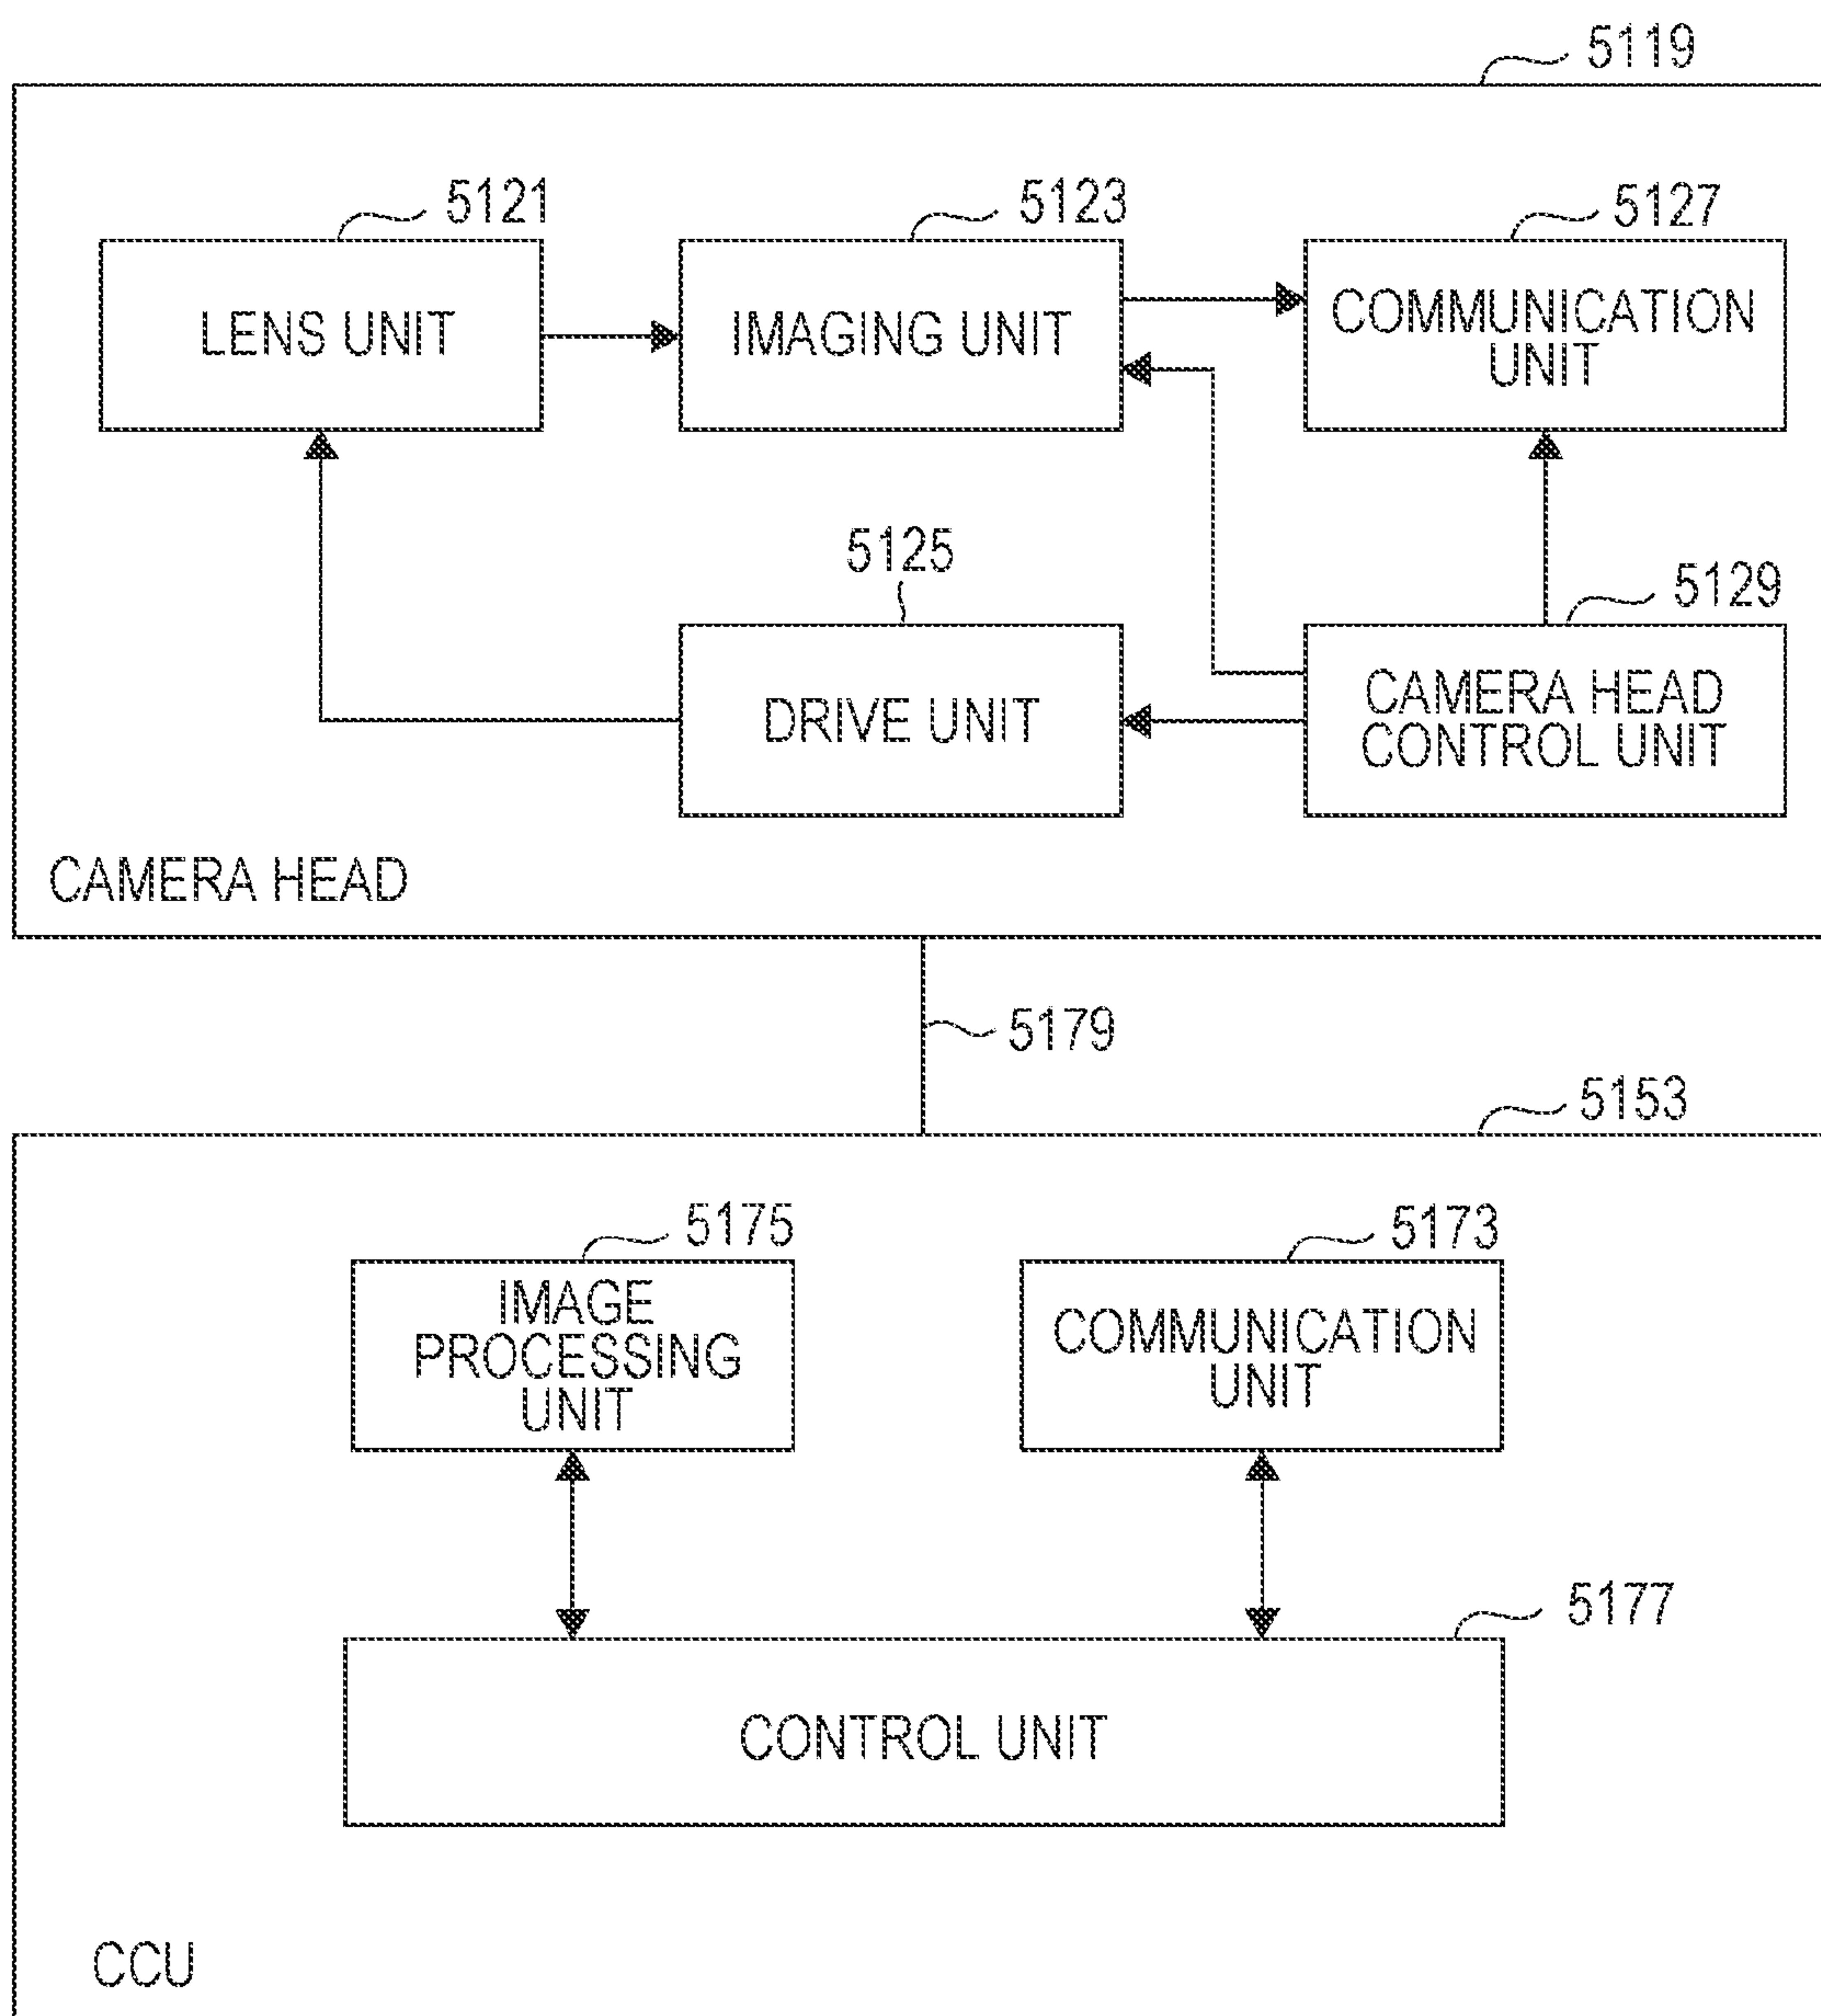 5119
5121
5123
5127
LENS UNIT
IMAGING UNIT
COMMUNICATION
UNIT
5125
5129
DRIVE UNIT
CAMERA HEAD
CONTROL UNIT
CAMERA HEAD
5179
5153
5175
5173
IMAGE
PROCESSING
UNIT
COMMUNICATION
UNIT
5177
CONTROL UNIT
CCU